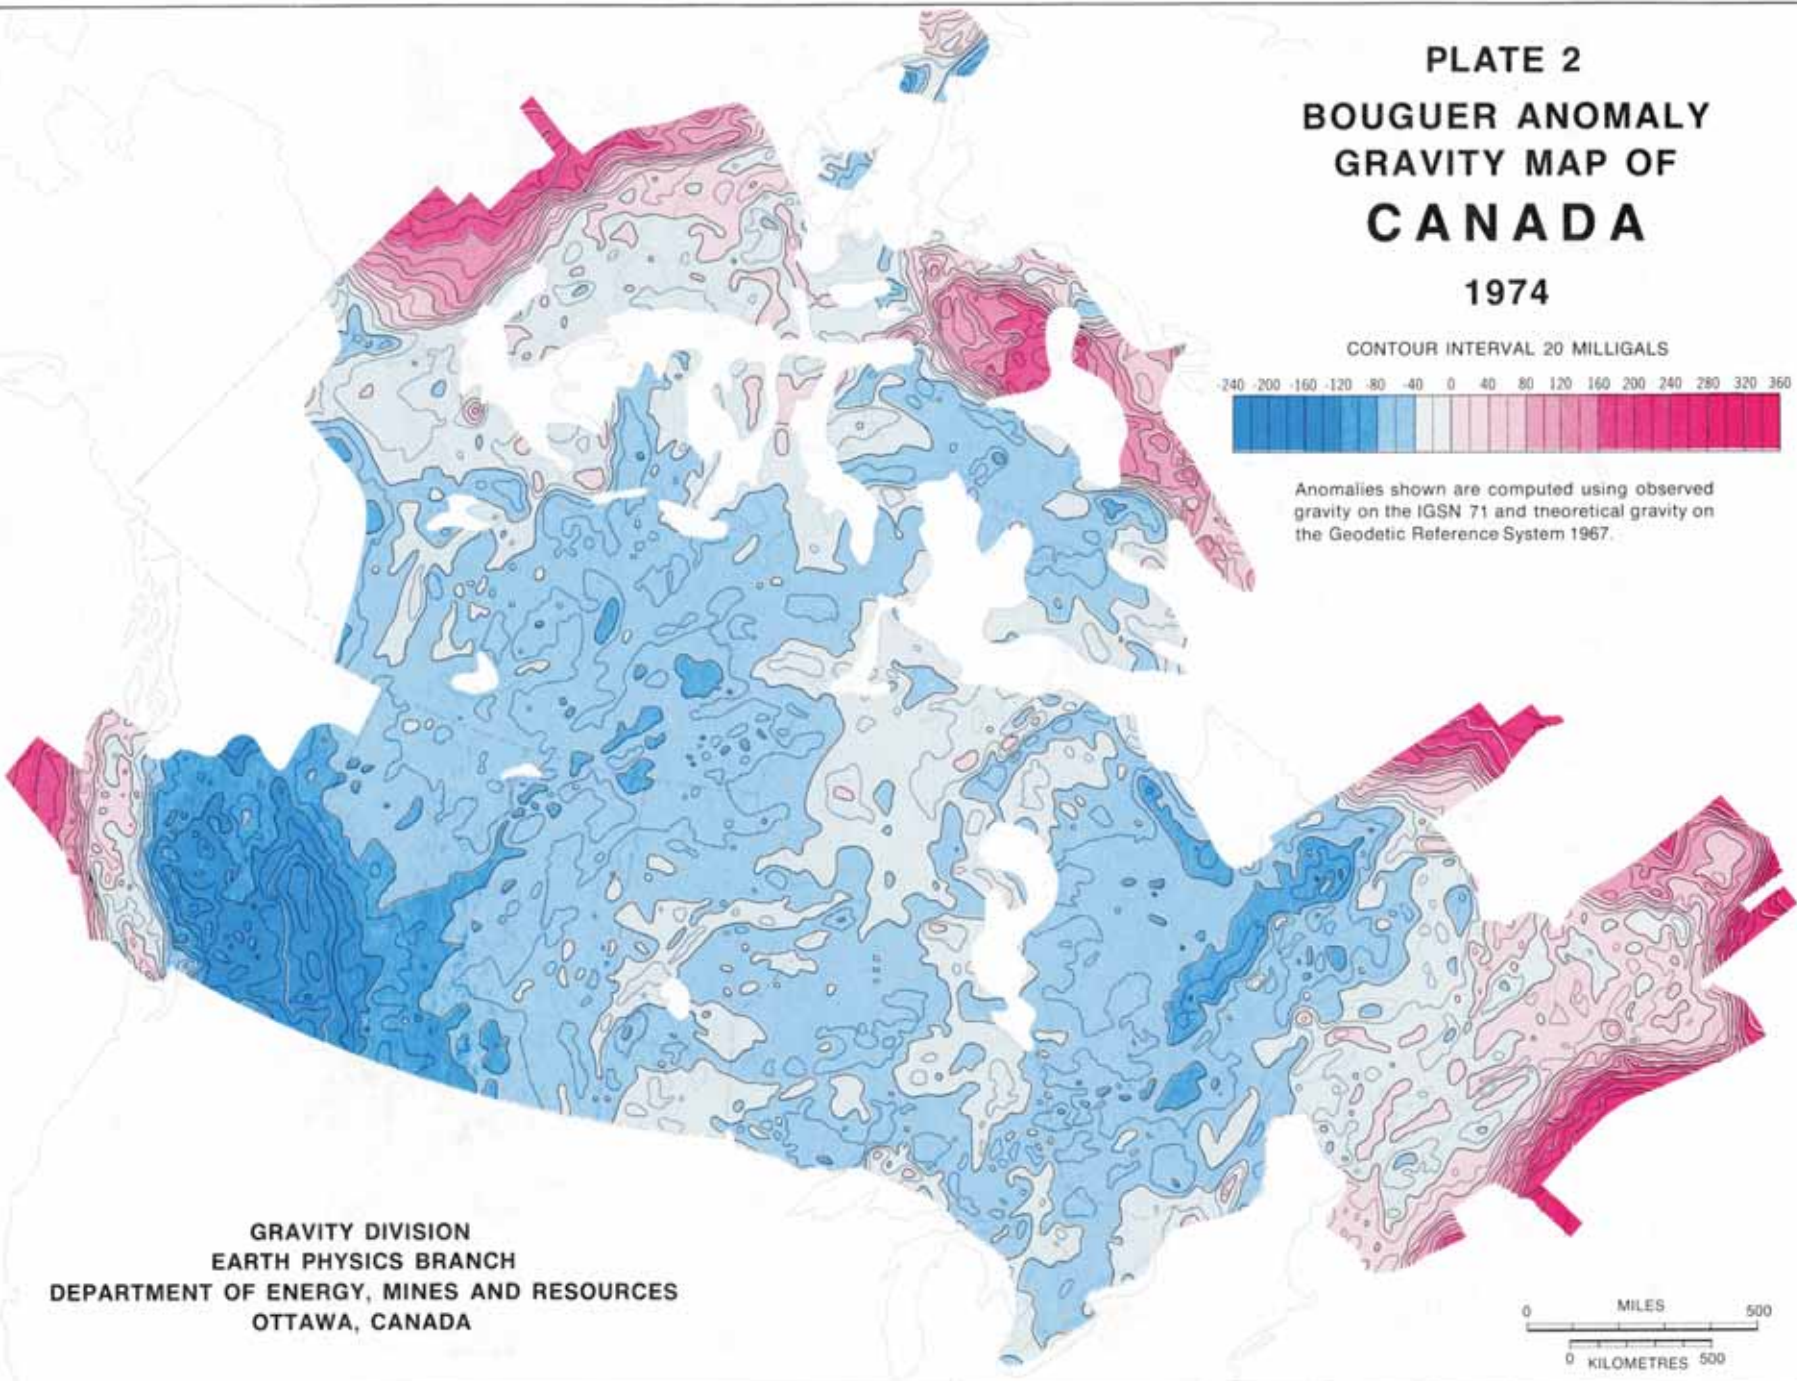 PLATE 2
BOUGUER ANOMALY
GRAVITY MAP OF
CANADA
1974
CONTOUR INTERVAL 20 MILLIGALS
-240 -200 -160 -120 -80 -40 0 40 80 120 160 200 240 280 320 360
Anomalies shown are computed using observed
gravity on the IGSN 71 and tneoretical gravity on
the Geodetic Reference System 1967.
GRAVITY DIVISION
EARTH PHYSICS BRANCH
DEPARTMENT OF ENERGY, MINES AND RESOURCES
OTTAWA, CANADA
0 MILES 500
0 KILOMETRES 500